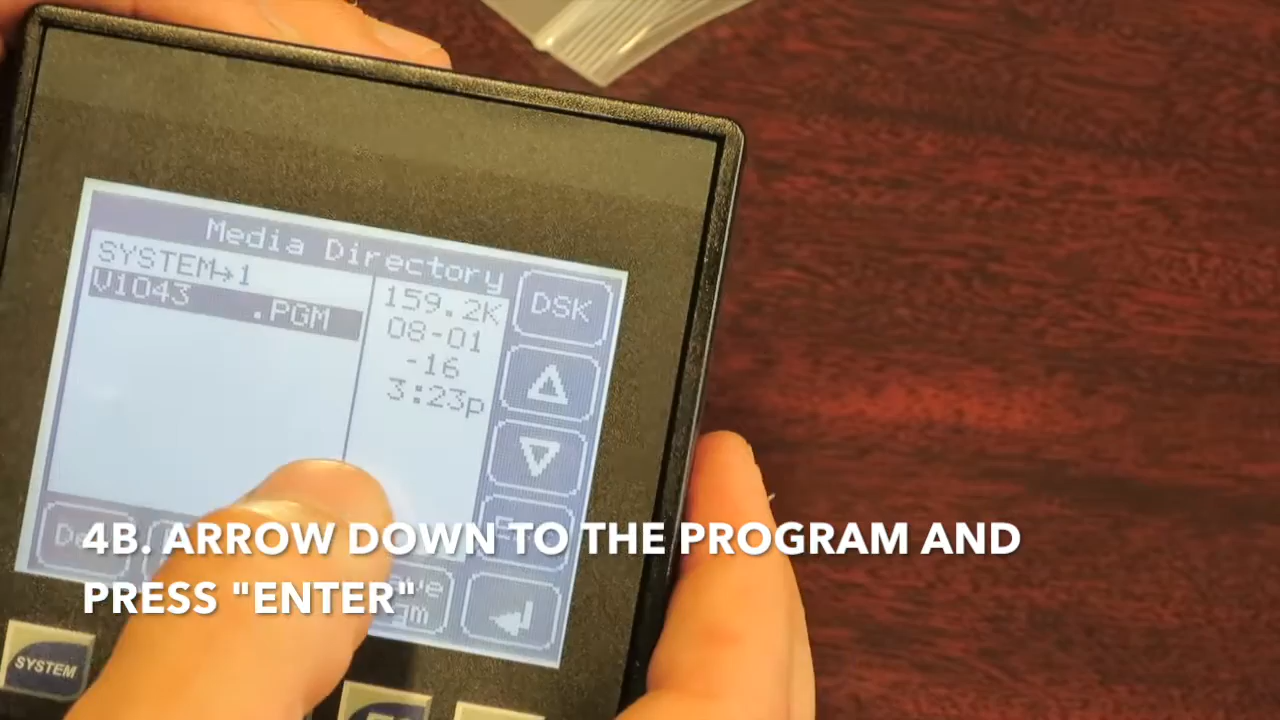 Media Directory
SYSTEM→1
V1043 .PGM
159.2K
08-01
-16
3:23p
DSK
4B. ARROW DOWN TO THE PROGRAM AND
PRESS "ENTER"
SYSTEM